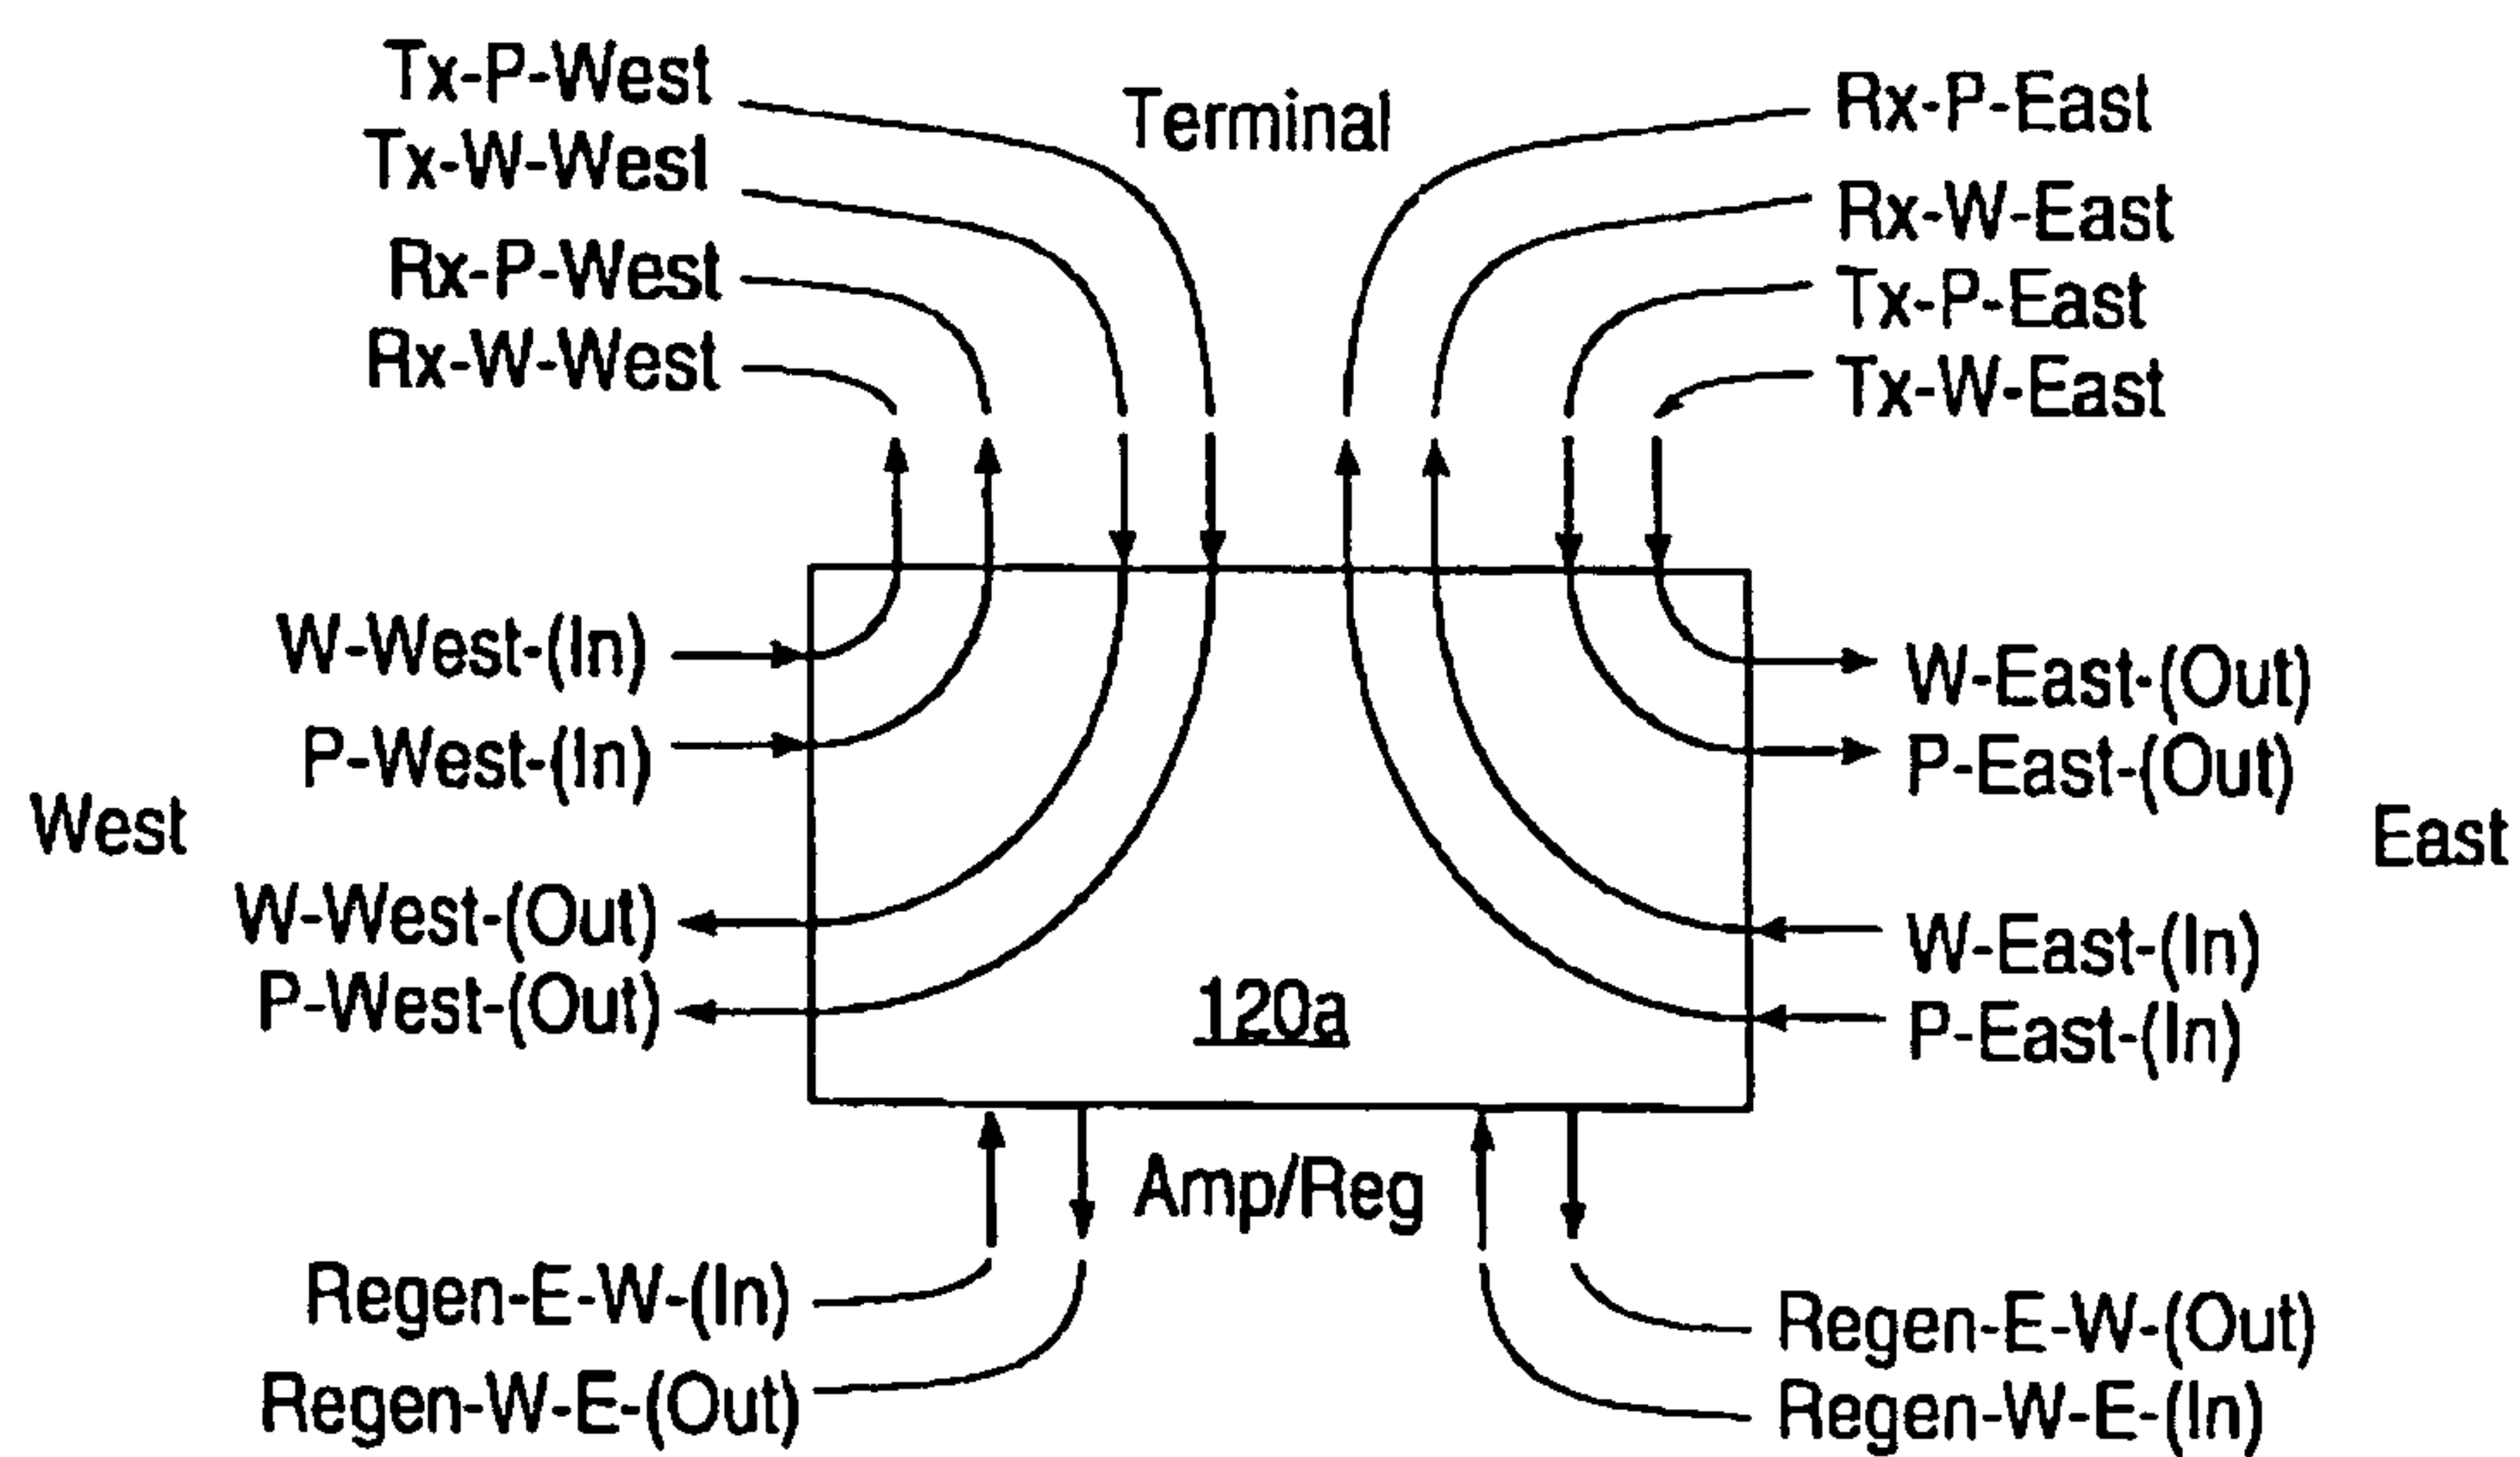 Tx-P-West
Tx-W-West
Rx-P-West
Rx-W-West
Terminal
Rx-P-East
Rx-W-East
Tx-P-East
Tx-W-East
W-West-(In)
P-West-(In)
West
W-West-(Out)
P-West-(Out)
W-East-(Out)
P-East-(Out)
East
W-East-(In)
P-East-(In)
120a
Amp/Reg
Regen-E-W-(In)
Regen-W-E-(Out)
Regen-E-W-(Out)
Regen-W-E-(In)